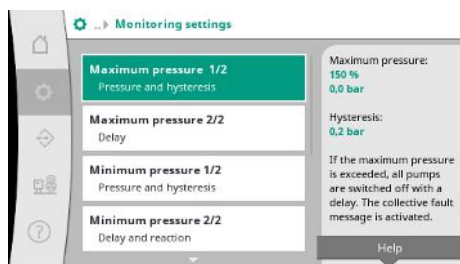 ..▸ Monitoring settings
Maximum pressure 1/2
Pressure and hysteresis
Maximum pressure 2/2
Delay
Minimum pressure 1/2
Pressure and hysteresis
Minimum pressure 2/2
Delay and reaction
Maximum pressure:
150 %
0,0 bar
Hysteresis:
0,2 bar
If the maximum pressure
is exceeded, all pumps
are switched off with a
delay. The collective fault
message is activated.
Help